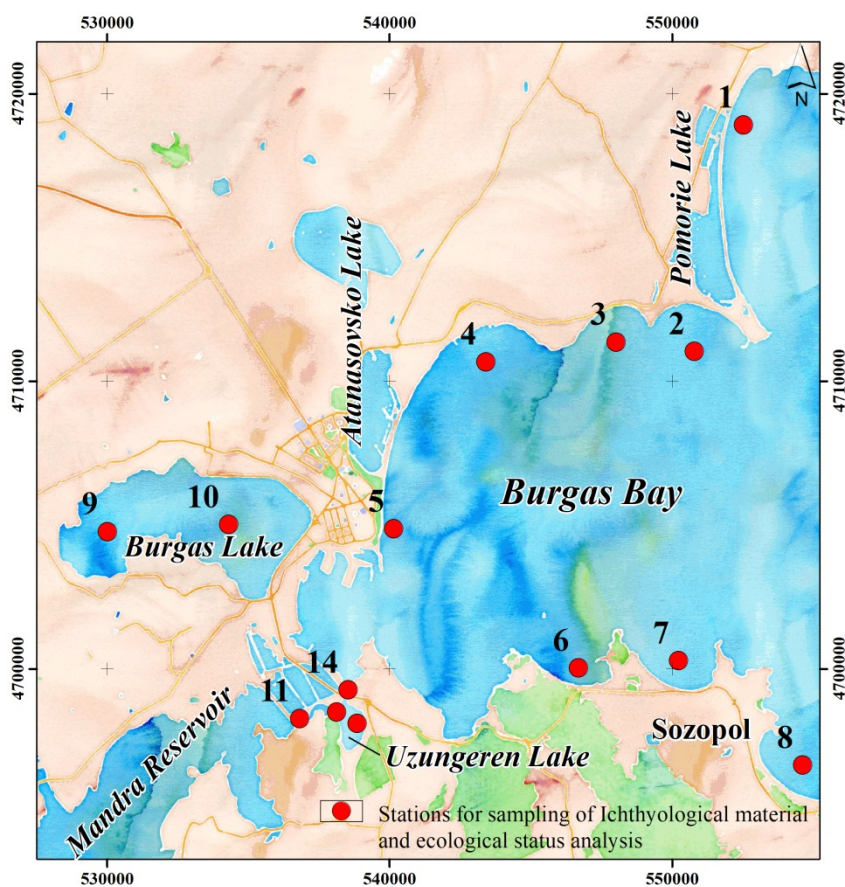 530000
540000
550000
4720000
4720000
N
1
Pomorie Lake
Atanasovsko Lake
3
2
4
4710000
4710000
5
Burgas Bay
9
10
Burgas Lake
4700000
4700000
6
7
14
11
Mandra Reservoir
Uzungeren Lake
Sozopol
8
Stations for sampling of Ichthyological material
and ecological status analysis
530000
540000
550000